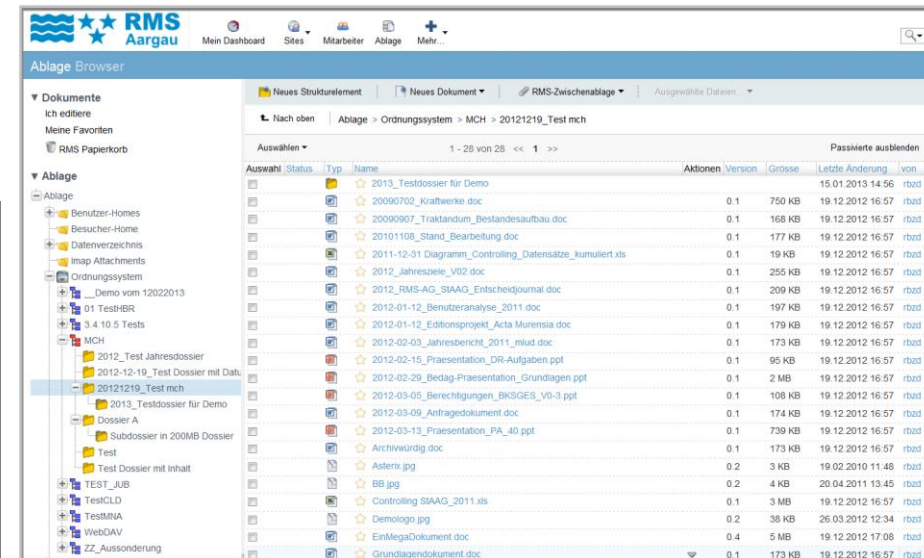 RMS
Aargau
Mein Dashboard Sites Mitarbeiter Ablage Mehr...
Ablage Browser
Dokumente
Ich editiere
Meine Favoriten
RMS Papierkorb
Ablage
Ablage
Benutzer-Homes
Besucher-Home
Datenverzeichnis
Imap Attachments
Ordnungssystem
__Demo vom 12022013
01 TestHBR
3.4.10.5 Tests
MCH
2012_Test Jahresdossier
2012-12-19_Test Dossier mit Datu
20121219_Test mch
2013_Testdossier für Demo
Dossier A
Subdossier in 200MB Dossier
Test
Test Dossier mit Inhalt
TEST_JUB
TestCLD
TestMNA
WebDAV
ZZ_Aussonderung
Neues Strukturelement Neues Dokument RMS-Zwischenablage Ausgewählte Dateien...
Nach oben Ablage > Ordnungssystem > MCH > 20121219_Test mch
Auswählen 1 - 28 von 28 << 1 >> Passivierte ausblenden
Auswahl Status Typ Name Aktionen Version Grösse Letzte Änderung von
2013_Testdossier für Demo 15.01.2013 14:56 rbzd
20090702_Kraftwerke.doc 0.1 750 KB 19.12.2012 16:57 rbzd
20090907_Traktandum_Bestandesaufbau.doc 0.1 168 KB 19.12.2012 16:57 rbzd
20101108_Stand_Bearbeitung.doc 0.1 177 KB 19.12.2012 16:57 rbzd
2011-12-31 Diagramm_Controlling_Datensätze_kumuliert.xls 0.1 19 KB 19.12.2012 16:57 rbzd
2012_Jahresziele_V02.doc 0.1 255 KB 19.12.2012 16:57 rbzd
2012_RMS-AG_StAAG_Entscheidjournal.doc 0.1 209 KB 19.12.2012 16:57 rbzd
2012-01-12_Benutzeranalyse_2011.doc 0.1 197 KB 19.12.2012 16:57 rbzd
2012-01-12_Editionsprojekt_Acta Murensia.doc 0.1 179 KB 19.12.2012 16:57 rbzd
2012-02-03_Jahresbericht_2011_mlud.doc 0.1 173 KB 19.12.2012 16:57 rbzd
2012-02-15_Praesentation_DR-Aufgaben.ppt 0.1 95 KB 19.12.2012 16:57 rbzd
2012-02-29_Bedag-Praesentation_Grundlagen.ppt 0.1 2 MB 19.12.2012 16:57 rbzd
2012-03-05_Berechtigungen_BKSGES_V0-3.ppt 0.1 108 KB 19.12.2012 16:57 rbzd
2012-03-09_Anfragedokument.doc 0.1 174 KB 19.12.2012 16:57 rbzd
2012-03-13_Praesentation_PA_40.ppt 0.1 739 KB 19.12.2012 16:57 rbzd
Archivwürdig.doc 0.1 173 KB 19.12.2012 16:57 rbzd
Asterix.jpg 0.2 3 KB 19.02.2010 11:48 rbzd
BB.jpg 0.2 4 KB 20.04.2011 13:45 rbzd
Controlling StAAG_2011.xls 0.1 3 MB 19.12.2012 16:57 rbzd
Demologo.jpg 0.2 38 KB 26.03.2012 12:34 rbzd
EinMegaDokument.doc 0.4 5 MB 19.12.2012 17:08 rbzd
Grundlagendokument.doc 0.1 173 KB 19.12.2012 16:57 rbzd